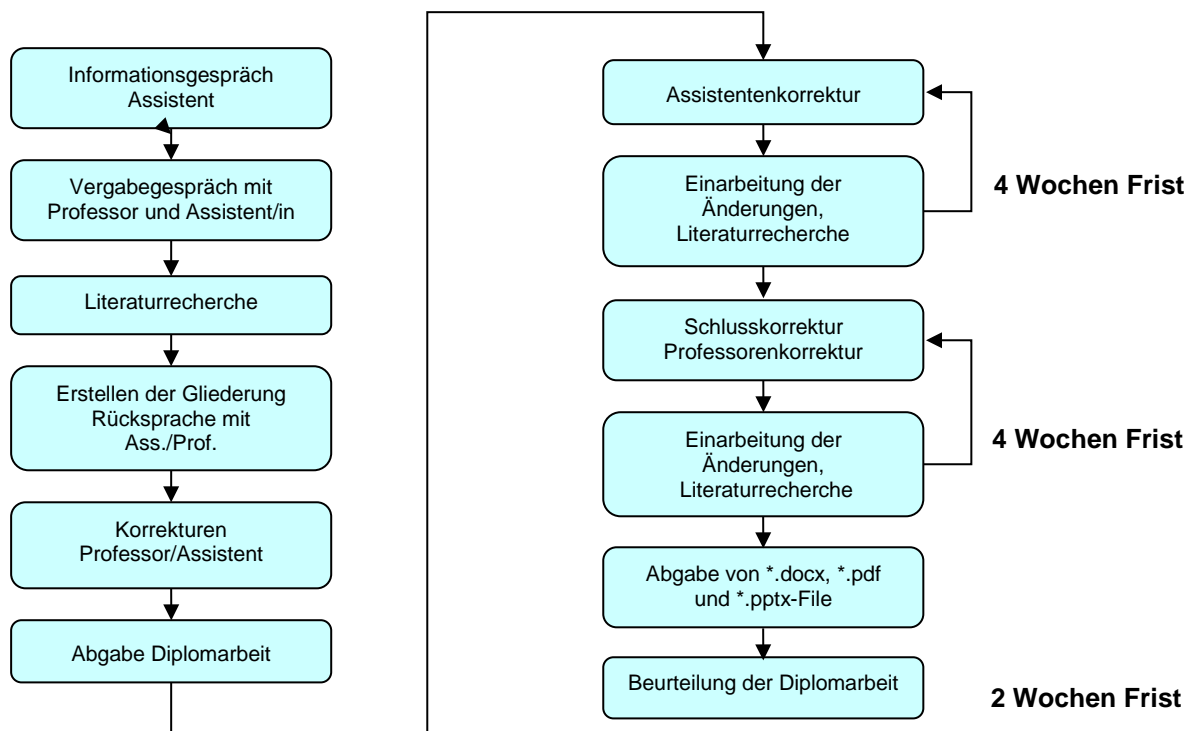 Informationsgespräch
Assistent
Vergabegespräch mit
Professor und Assistent/in
Literaturrecherche
Erstellen der Gliederung
Rücksprache mit
Ass./Prof.
Korrekturen
Professor/Assistent
Abgabe Diplomarbeit
Assistentenkorrektur
Einarbeitung der
Änderungen,
Literaturrecherche
4 Wochen Frist
Schlusskorrektur
Professorenkorrektur
Einarbeitung der
Änderungen,
Literaturrecherche
4 Wochen Frist
Abgabe von *.docx, *.pdf
und *.pptx-File
Beurteilung der Diplomarbeit
2 Wochen Frist